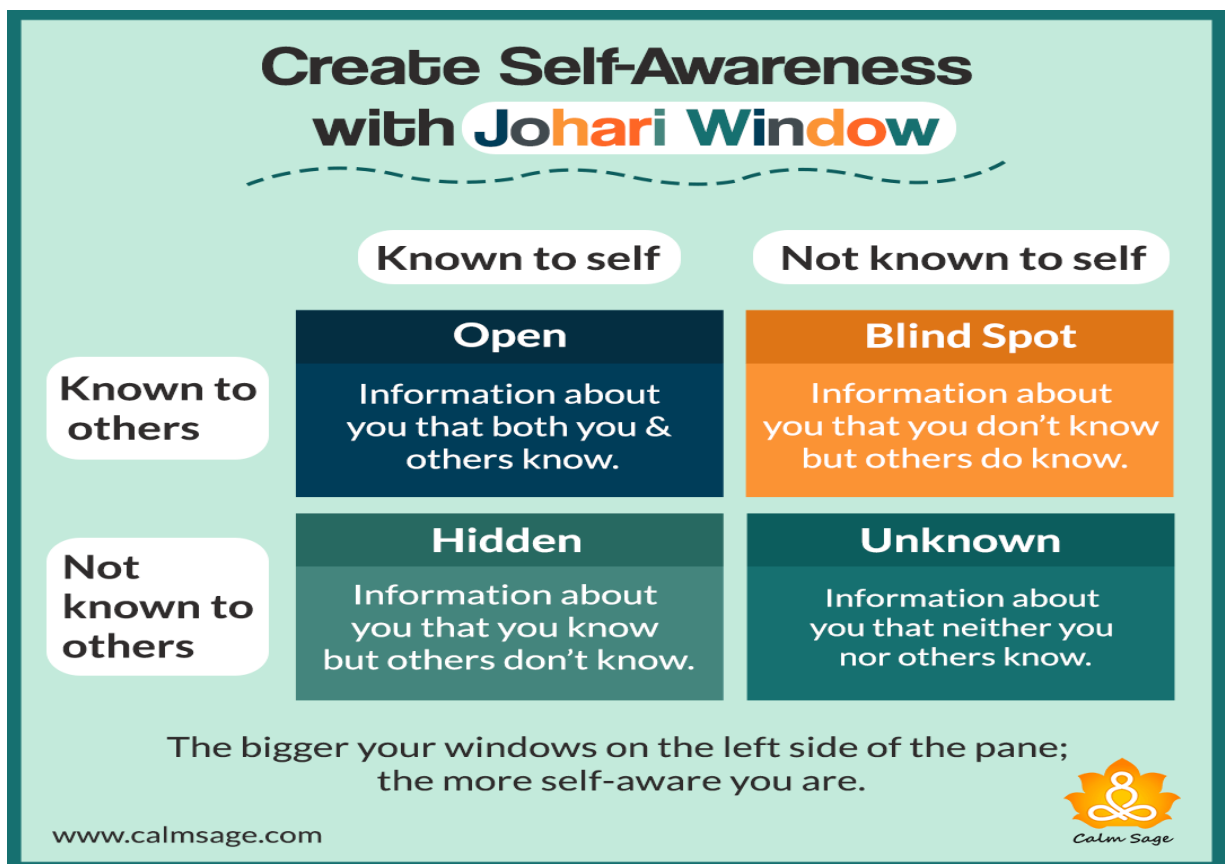 Create Self-Awareness
with Johari Window
Known to self
Not known to self
Known to
others
Open
Information about
you that both you &
others know.
Blind Spot
Information about
you that you don't know
but others do know.
Not
known to
others
Hidden
Information about
you that you know
but others don't know.
Unknown
Information about
you that neither you
nor others know.
The bigger your windows on the left side of the pane;
the more self-aware you are.
www.calmsage.com
Calm Sage